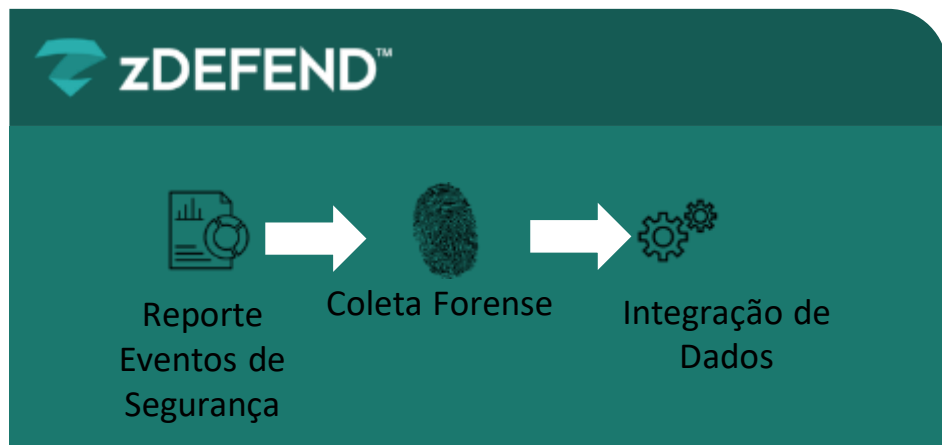 zDEFEND™
Reporte
Eventos de
Segurança
Coleta Forense
Integração de
Dados